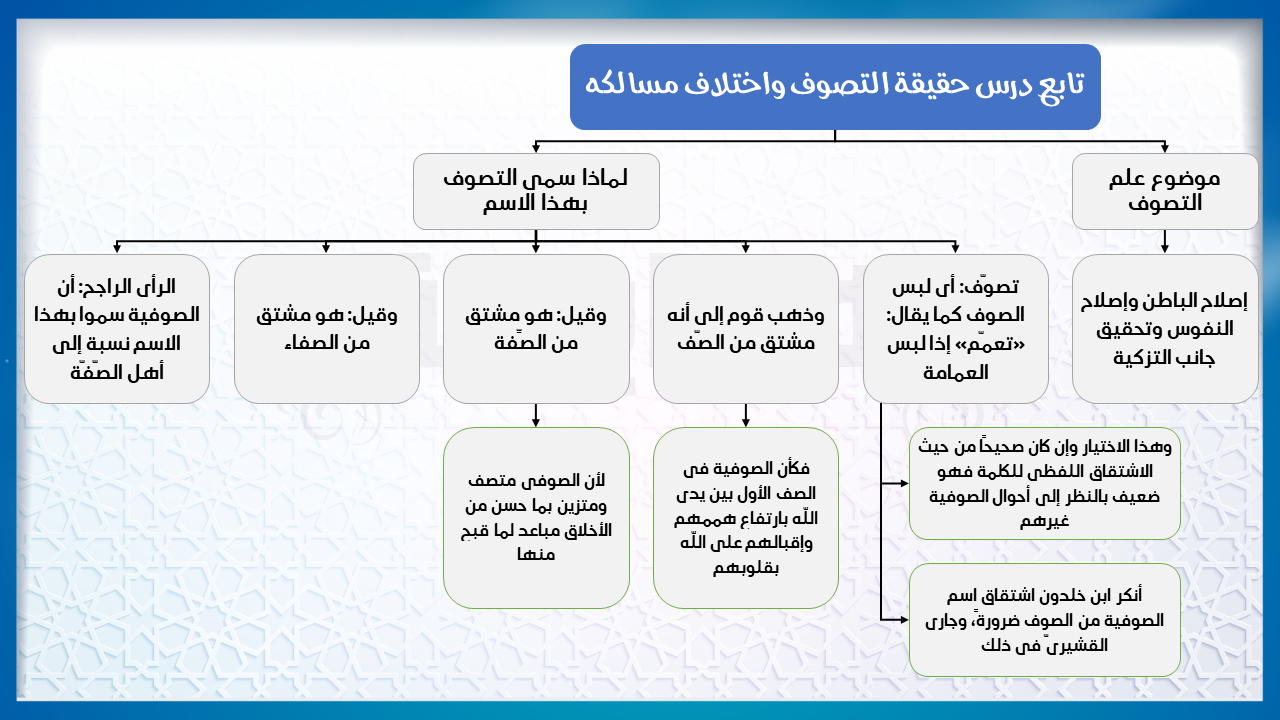 تابع درس حقيقة التصوف واختلاف مسالكه
موضوع علم
التصوف
إصلاح الباطن وإصلاح
النفوس وتحقيق
جانب التزكية
لماذا سمى التصوف
بهذا الاسم
تصوّف: أى لبس
الصوف كما يقال:
«تعمّم» إذا لبس
العمامة
وهذا الاختيار وإن كان صحيحاً من حيث
الاشتقاق اللفظى للكلمة فهو
ضعيف بالنظر إلى أحوال الصوفية
غيرهم
أنكر ابن خلدون اشتقاق اسم
الصوفية من الصوف ضرورةً، وجارى
القشيرىّ فى ذلك
وذهب قوم إلى أنه
مشتق من الصّف
فكأن الصوفية فى
الصف الأول بين يدى
الله بارتفاع هممهم
وإقبالهم على الله
بقلوبهم
وقيل: هو مشتق
من الصِّفة
لأن الصوفى متصف
ومتزين بما حسن من
الأخلاق مباعد لما قبح
منها
وقيل: هو مشتق
من الصفاء
الرأى الراجح: أن
الصوفية سموا بهذا
الاسم نسبة إلى
أهل الصّفّة